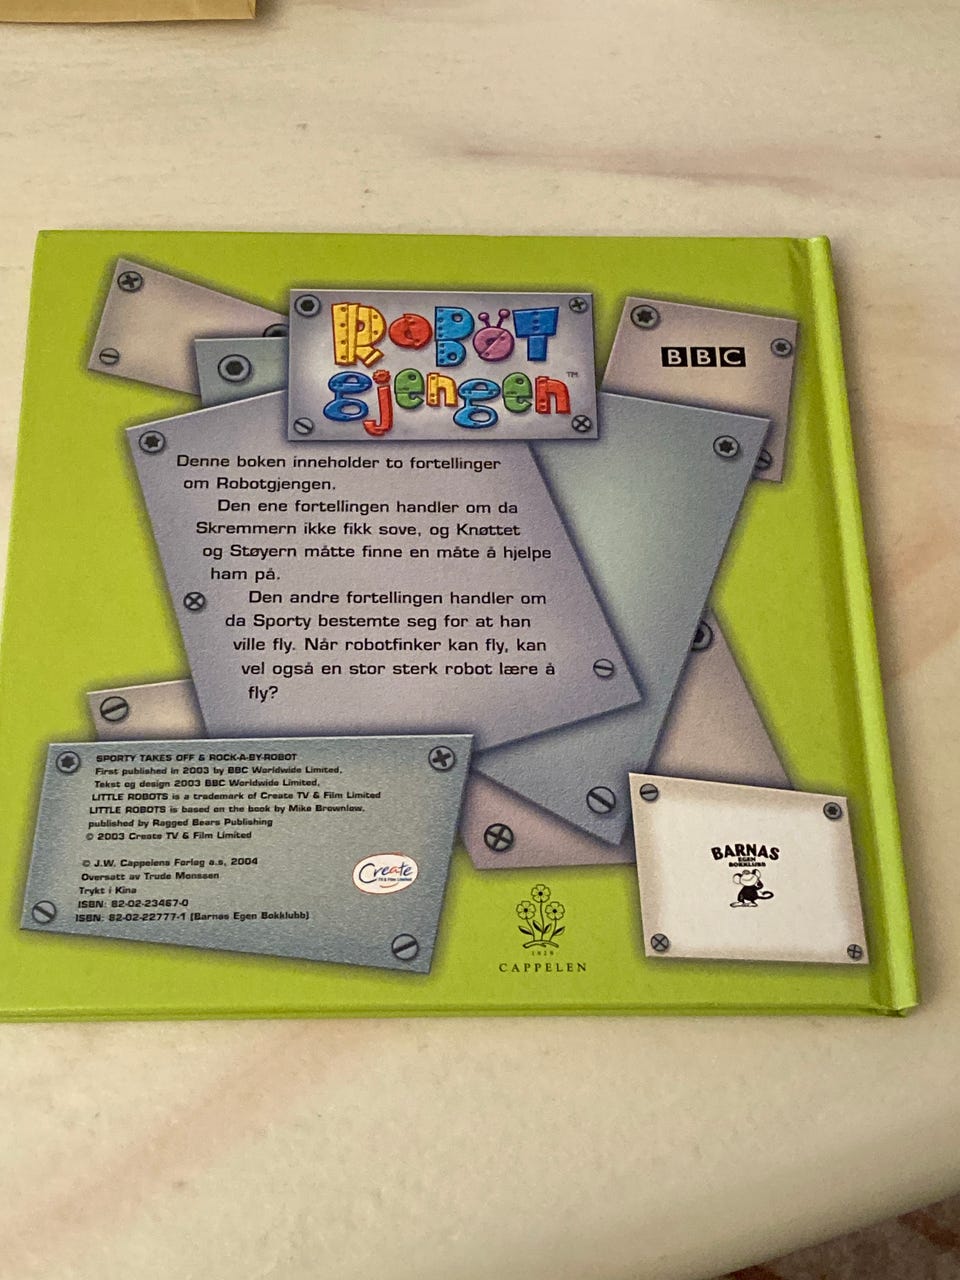 ROBOT
gjengen™
BBC
Denne boken inneholder to fortellinger
om Robotgjengen.
Den ene fortellingen handler om da
Skremmern ikke fikk sove, og Knøttet
og Støyern måtte finne en måte å hjelpe
ham på.
Den andre fortellingen handler om
da Sporty bestemte seg for at han
ville fly. Når robotfinker kan fly, kan
vel også en stor sterk robot lære å
fly?
SPORTY TAKES OFF & ROCK-A-BY-ROBOT
First published in 2003 by BBC Worldwide Limited,
Tekst og design 2003 BBC Worldwide Limited,
LITTLE ROBOTS is a trademark of Create TV & Film Limited
LITTLE ROBOTS is based on the book by Mike Brownlow,
published by Ragged Bears Publishing
© 2003 Create TV & Film Limited
© J.W. Cappelens Forlag a.s, 2004
Oversatt av Trude Monssen
Trykt i Kina
ISBN: 82-02-23467-0
ISBN: 82-02-22777-1 (Barnas Egen Bokklubb)
Create
TV & Film Limited
1829
CAPPELEN
BARNAS
EGEN
BOKKLUBB